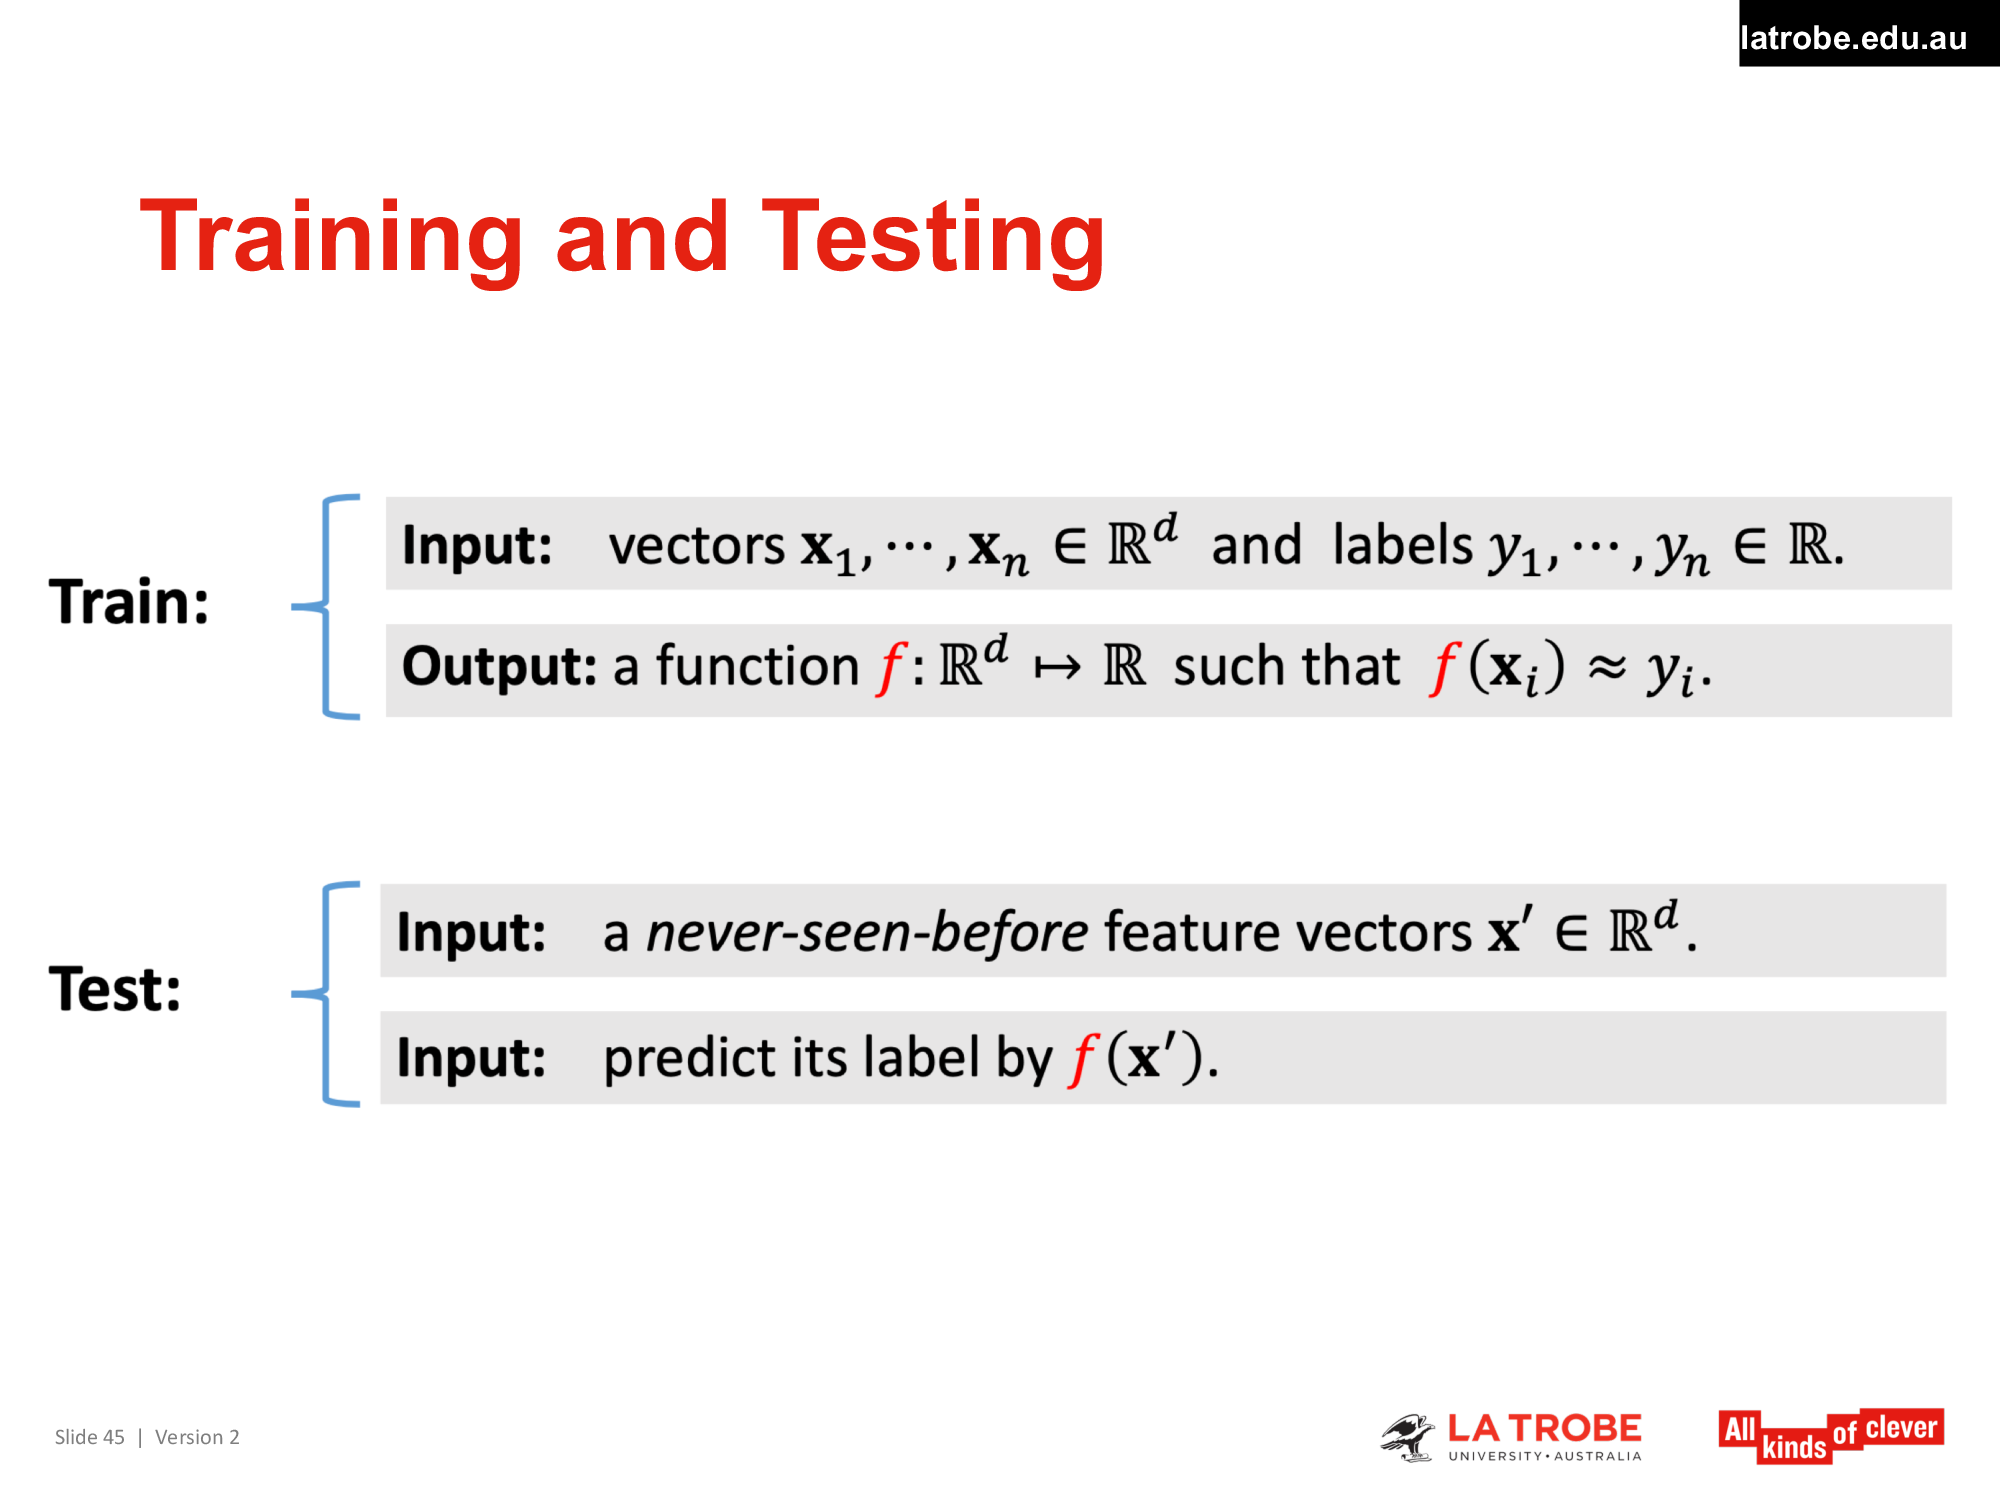 latrobe.edu.au
Training and Testing
Train:
Input: vectors 𝐱₁, ⋯ , 𝐱ₙ ∈ ℝᵈ and labels y₁, ⋯ , yₙ ∈ ℝ.
Output: a function f: ℝᵈ ↦ ℝ such that f(𝐱ᵢ) ≈ yᵢ.
Test:
Input: a never-seen-before feature vectors 𝐱′ ∈ ℝᵈ.
Input: predict its label by f(𝐱′).
Slide 45 | Version 2
LA TROBE
UNIVERSITY • AUSTRALIA
All kinds of clever